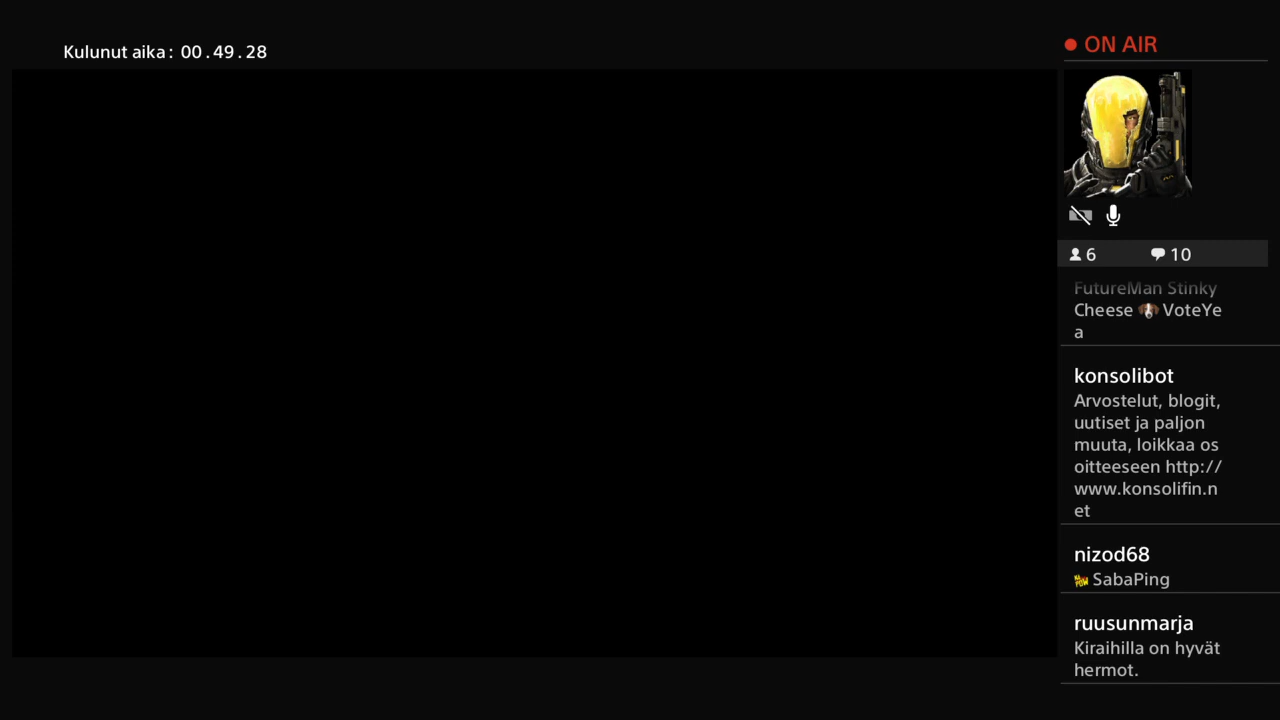 Kulunut aika: 00.49.28
ON AIR
6 10
FutureMan Stinky
Cheese VoteYe
a
konsolibot
Arvostelut, blogit,
uutiset ja paljon
muuta, loikkaa os
oitteeseen http://
www.konsolifin.n
et
nizod68
SabaPing
ruusunmarja
Kiraihilla on hyvät
hermot.